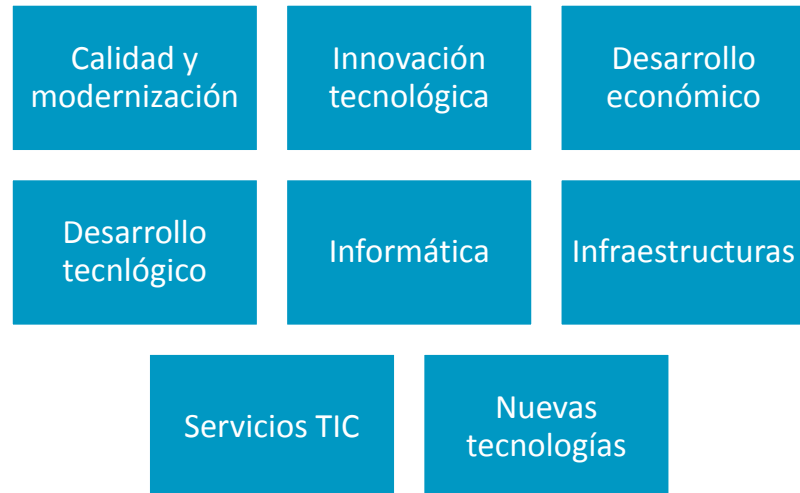 Calidad y
modernización
Innovación
tecnológica
Desarrollo
económico
Desarrollo
tecnlógico
Informática
Infraestructuras
Servicios TIC
Nuevas
tecnologías